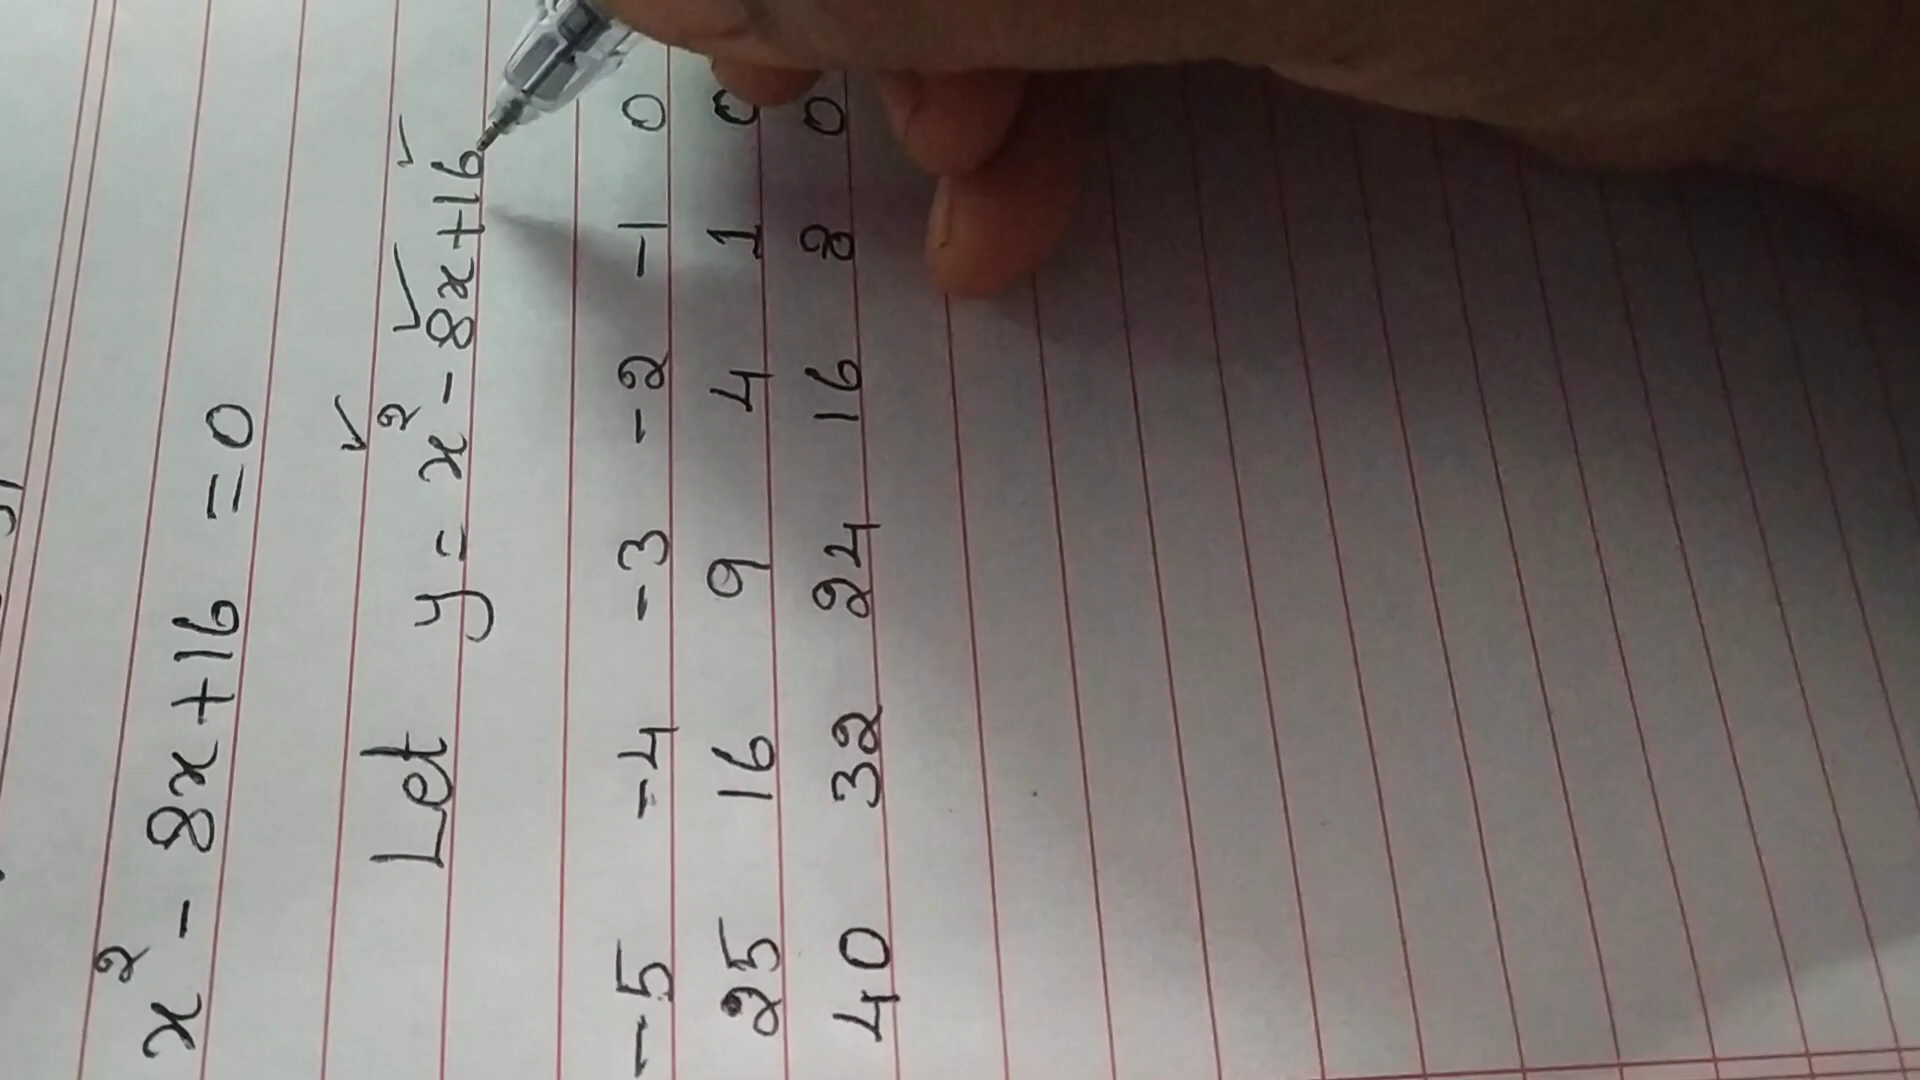 x² - 8x + 16 = 0
Let y = x² - 8x + 16
-5 -4 -3 -2 -1 0
25 16 9 4 1 0
40 32 24 16 8 0